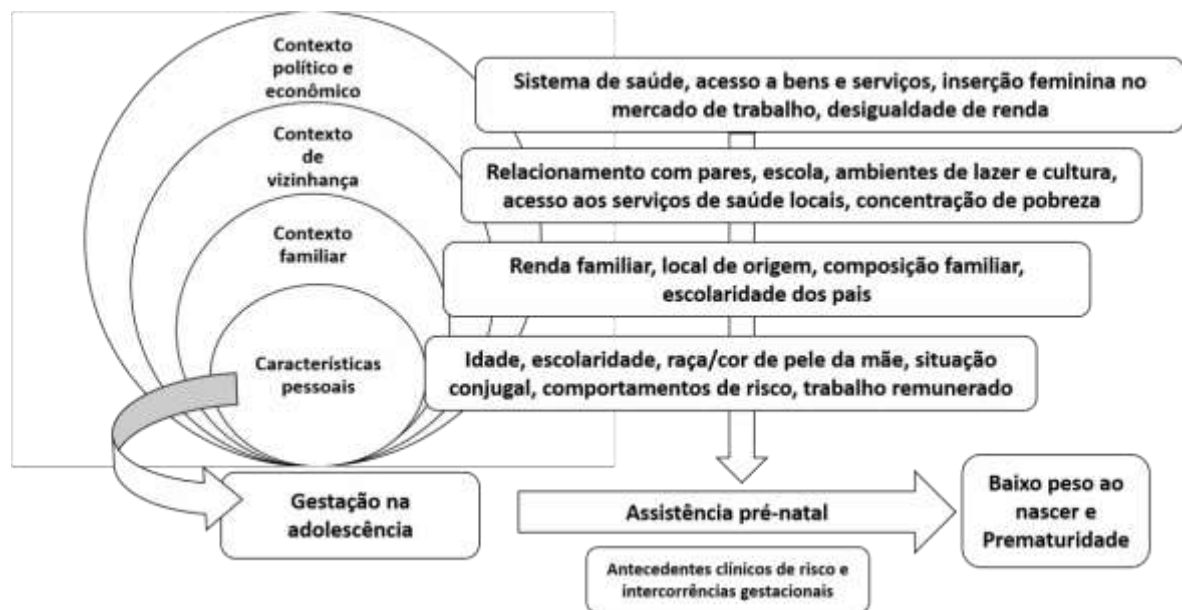 Contexto
político e
econômico
Sistema de saúde, acesso a bens e serviços, inserção feminina no
mercado de trabalho, desigualdade de renda
Contexto
de
vizinhança
Relacionamento com pares, escola, ambientes de lazer e cultura,
acesso aos serviços de saúde locais, concentração de pobreza
Contexto
familiar
Renda familiar, local de origem, composição familiar,
escolaridade dos pais
Características
pessoais
Idade, escolaridade, raça/cor de pele da mãe, situação
conjugal, comportamentos de risco, trabalho remunerado
Gestação na
adolescência
Assistência pré-natal
Baixo peso ao
nascer e
Prematuridade
Antecedentes clínicos de risco e
intercorrências gestacionais